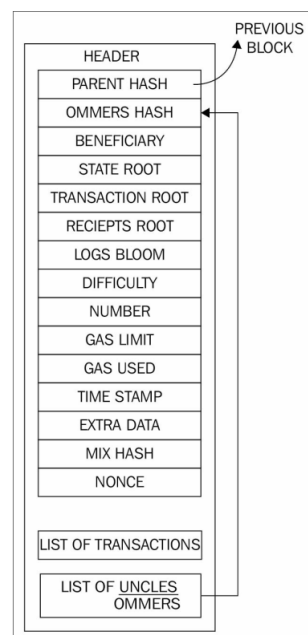 PREVIOUS
BLOCK
HEADER
PARENT HASH
OMMERS HASH
BENEFICIARY
STATE ROOT
TRANSACTION ROOT
RECIEPTS ROOT
LOGS BLOOM
DIFFICULTY
NUMBER
GAS LIMIT
GAS USED
TIME STAMP
EXTRA DATA
MIX HASH
NONCE
LIST OF TRANSACTIONS
LIST OF UNCLES
OMMERS